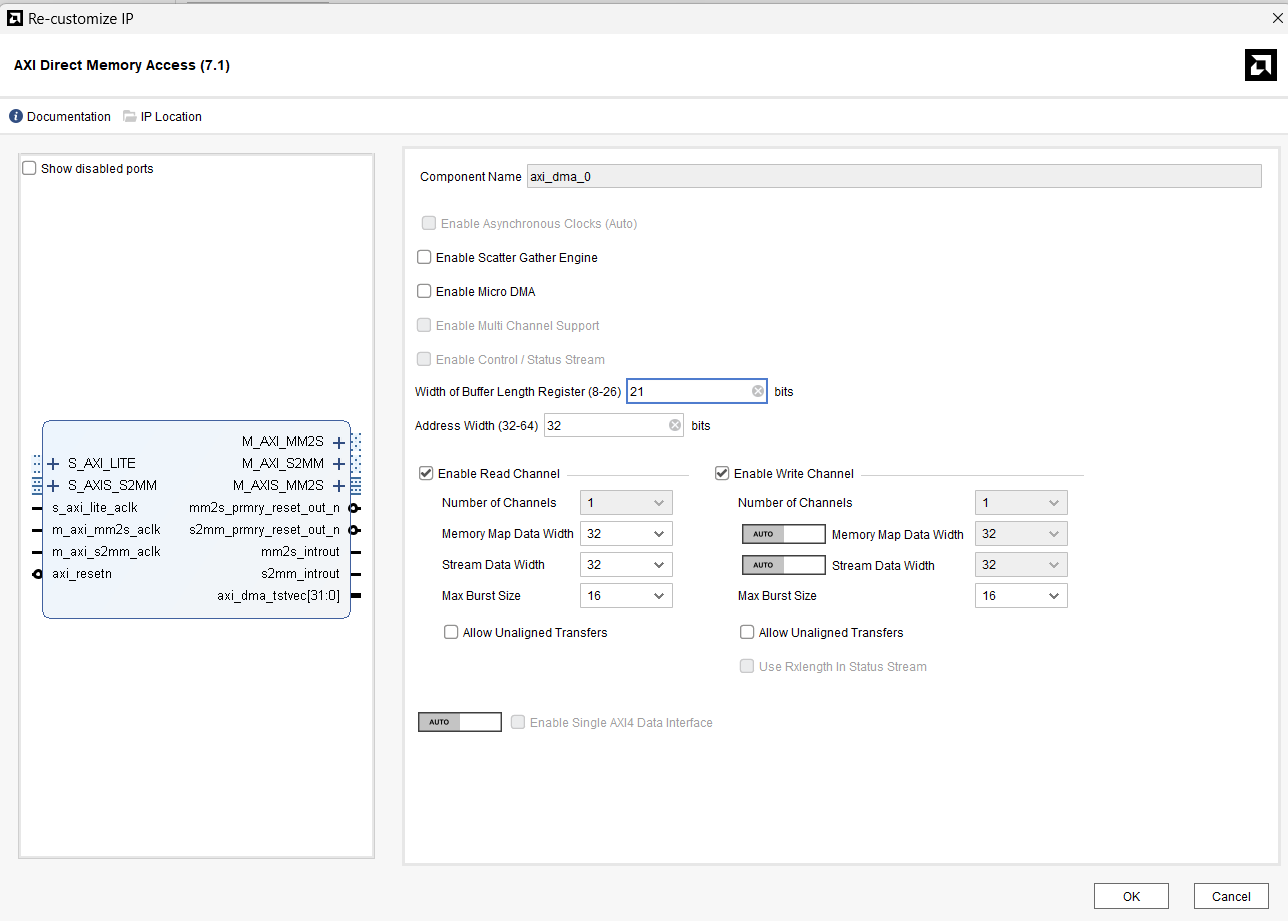 Re-customize IP
AXI Direct Memory Access (7.1)
Documentation IP Location
Show disabled ports
M_AXI_MM2S
S_AXI_LITE M_AXI_S2MM
S_AXIS_S2MM M_AXIS_MM2S
s_axi_lite_aclk mm2s_prmry_reset_out_n
m_axi_mm2s_aclk s2mm_prmry_reset_out_n
m_axi_s2mm_aclk mm2s_introut
axi_resetn s2mm_introut
axi_dma_tstvec[31:0]
Component Name axi_dma_0
Enable Asynchronous Clocks (Auto)
Enable Scatter Gather Engine
Enable Micro DMA
Enable Multi Channel Support
Enable Control / Status Stream
Width of Buffer Length Register (8-26) 21 bits
Address Width (32-64) 32 bits
Enable Read Channel
Number of Channels 1
Memory Map Data Width 32
Stream Data Width 32
Max Burst Size 16
Allow Unaligned Transfers
Enable Write Channel
Number of Channels 1
AUTO Memory Map Data Width 32
AUTO Stream Data Width 32
Max Burst Size 16
Allow Unaligned Transfers
Use Rxlength In Status Stream
AUTO Enable Single AXI4 Data Interface
OK Cancel